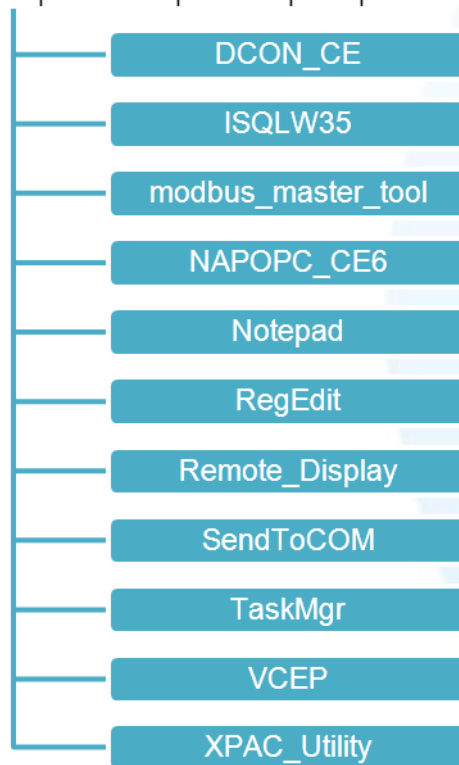 DCON_CE
ISQLW35
modbus_master_tool
NAPOPC_CE6
Notepad
RegEdit
Remote_Display
SendToCOM
TaskMgr
VCEP
XPAC_Utility